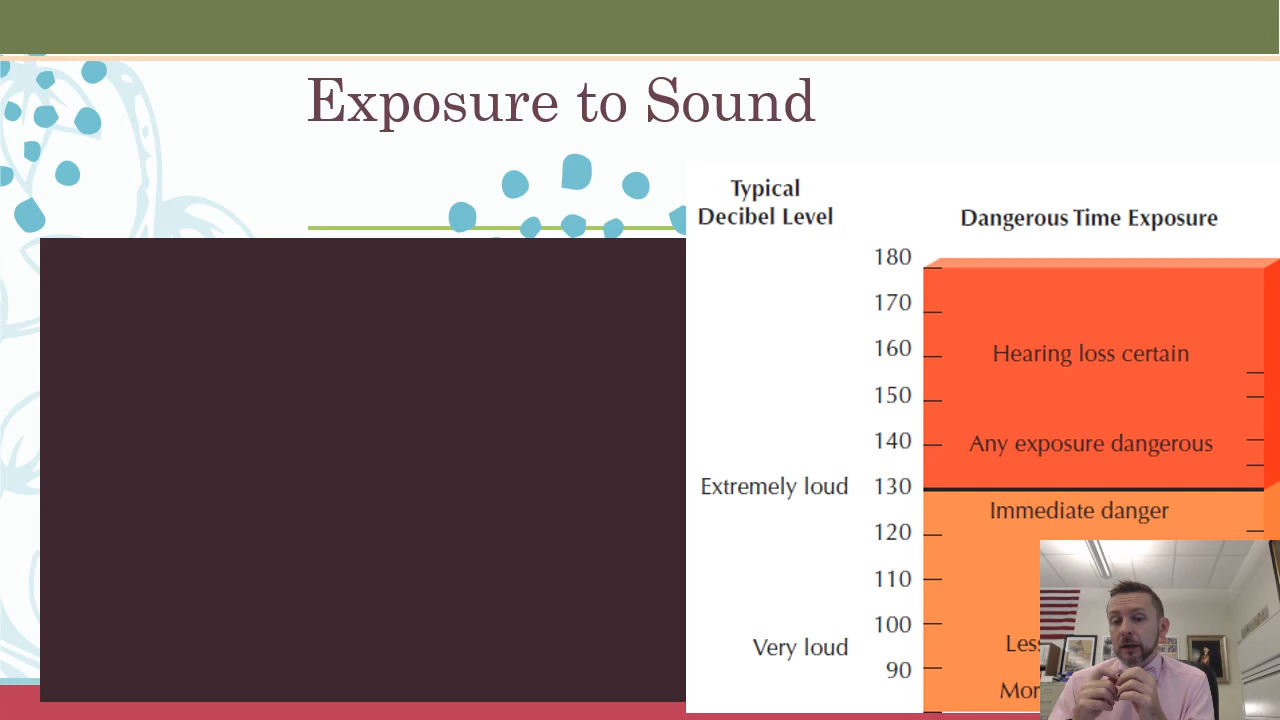 Exposure to Sound
Typical
Decibel Level
Dangerous Time Exposure
180
170
160
Hearing loss certain
150
140
Any exposure dangerous
Extremely loud
130
Immediate danger
120
110
100
Very loud
90